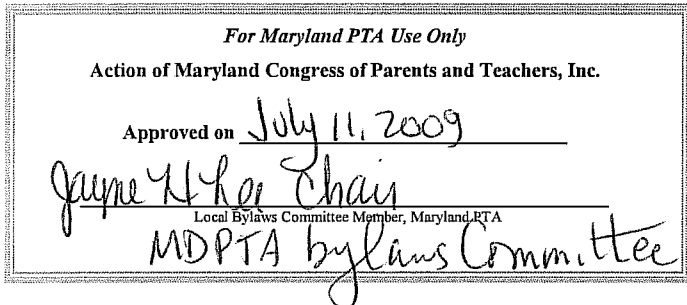 For Maryland PTA Use Only
Action of Maryland Congress of Parents and Teachers, Inc.
Approved on July 11, 2009
Jayne H Lee Chair
Local Bylaws Committee Member, Maryland PTA
MDPTA bylaws Committee